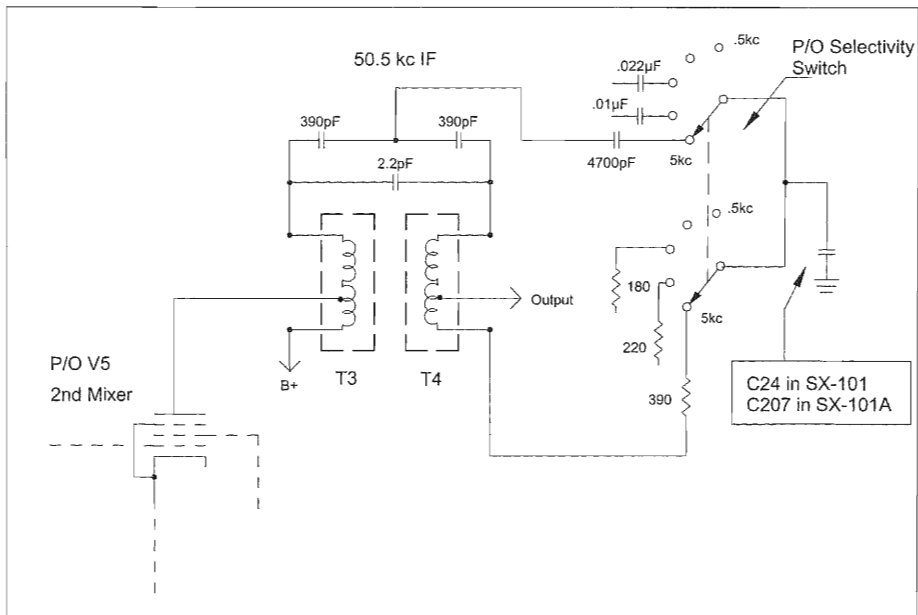 50.5 kc IF
.5kc
P/O Selectivity
Switch
.022µF
.01µF
390pF
390pF
4700pF
5kc
2.2pF
.5kc
180
Output
5kc
220
B+
T3
T4
390
P/O V5
2nd Mixer
C24 in SX-101
C207 in SX-101A